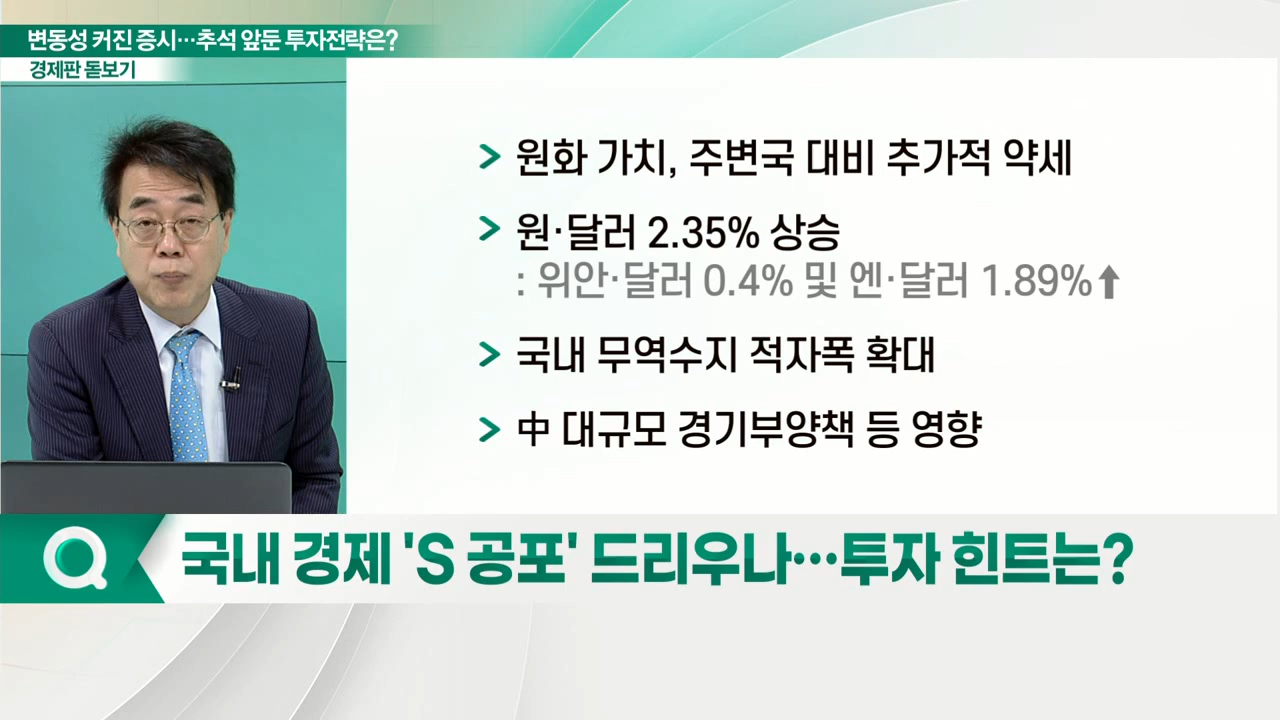 변동성 커진 증시…추석 앞둔 투자전략은?
경제판 돋보기
> 원화 가치, 주변국 대비 추가적 약세
> 원·달러 2.35% 상승
: 위안·달러 0.4% 및 엔·달러 1.89%⬆
> 국내 무역수지 적자폭 확대
> 中 대규모 경기부양책 등 영향
Q 국내 경제 'S 공포' 드리우나…투자 힌트는?